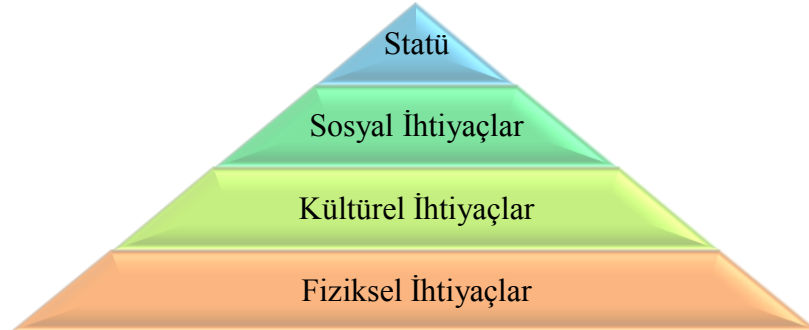 Statü
Sosyal İhtiyaçlar
Kültürel İhtiyaçlar
Fiziksel İhtiyaçlar